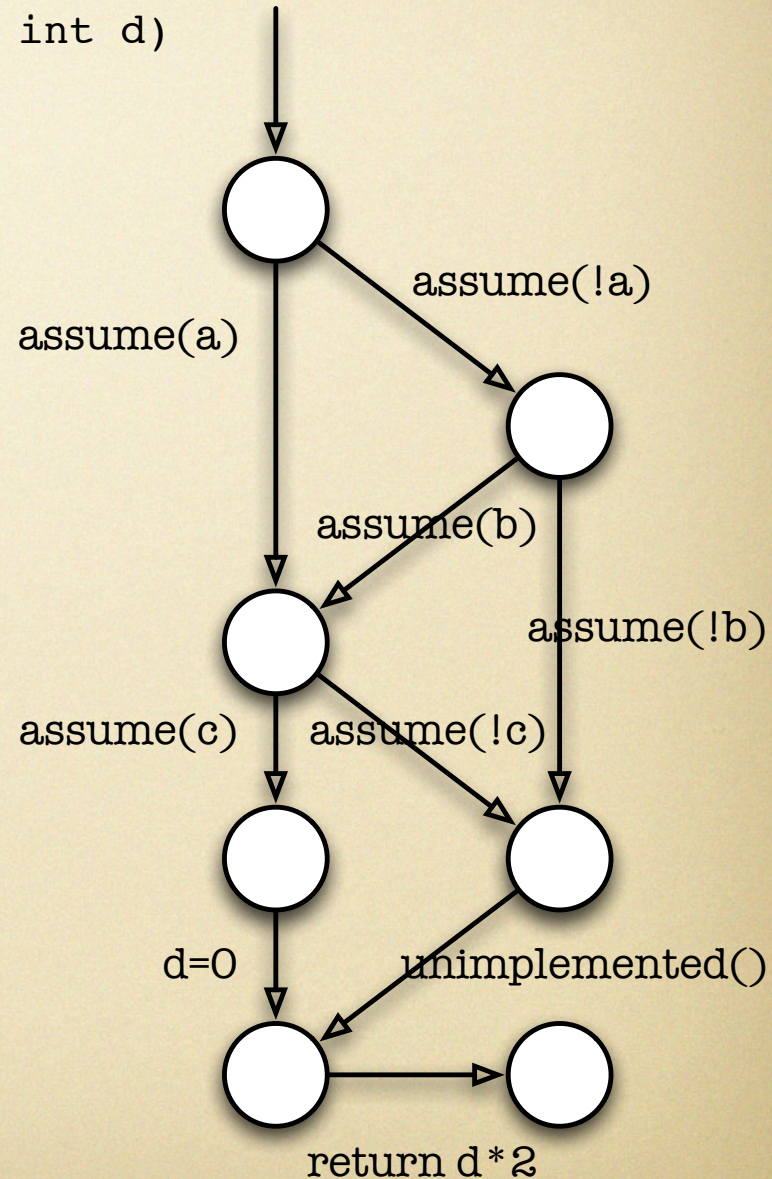 int d)
assume(!a)
assume(a)
assume(b)
assume(!b)
assume(c)
assume(!c)
d=0
unimplemented()
return d*2